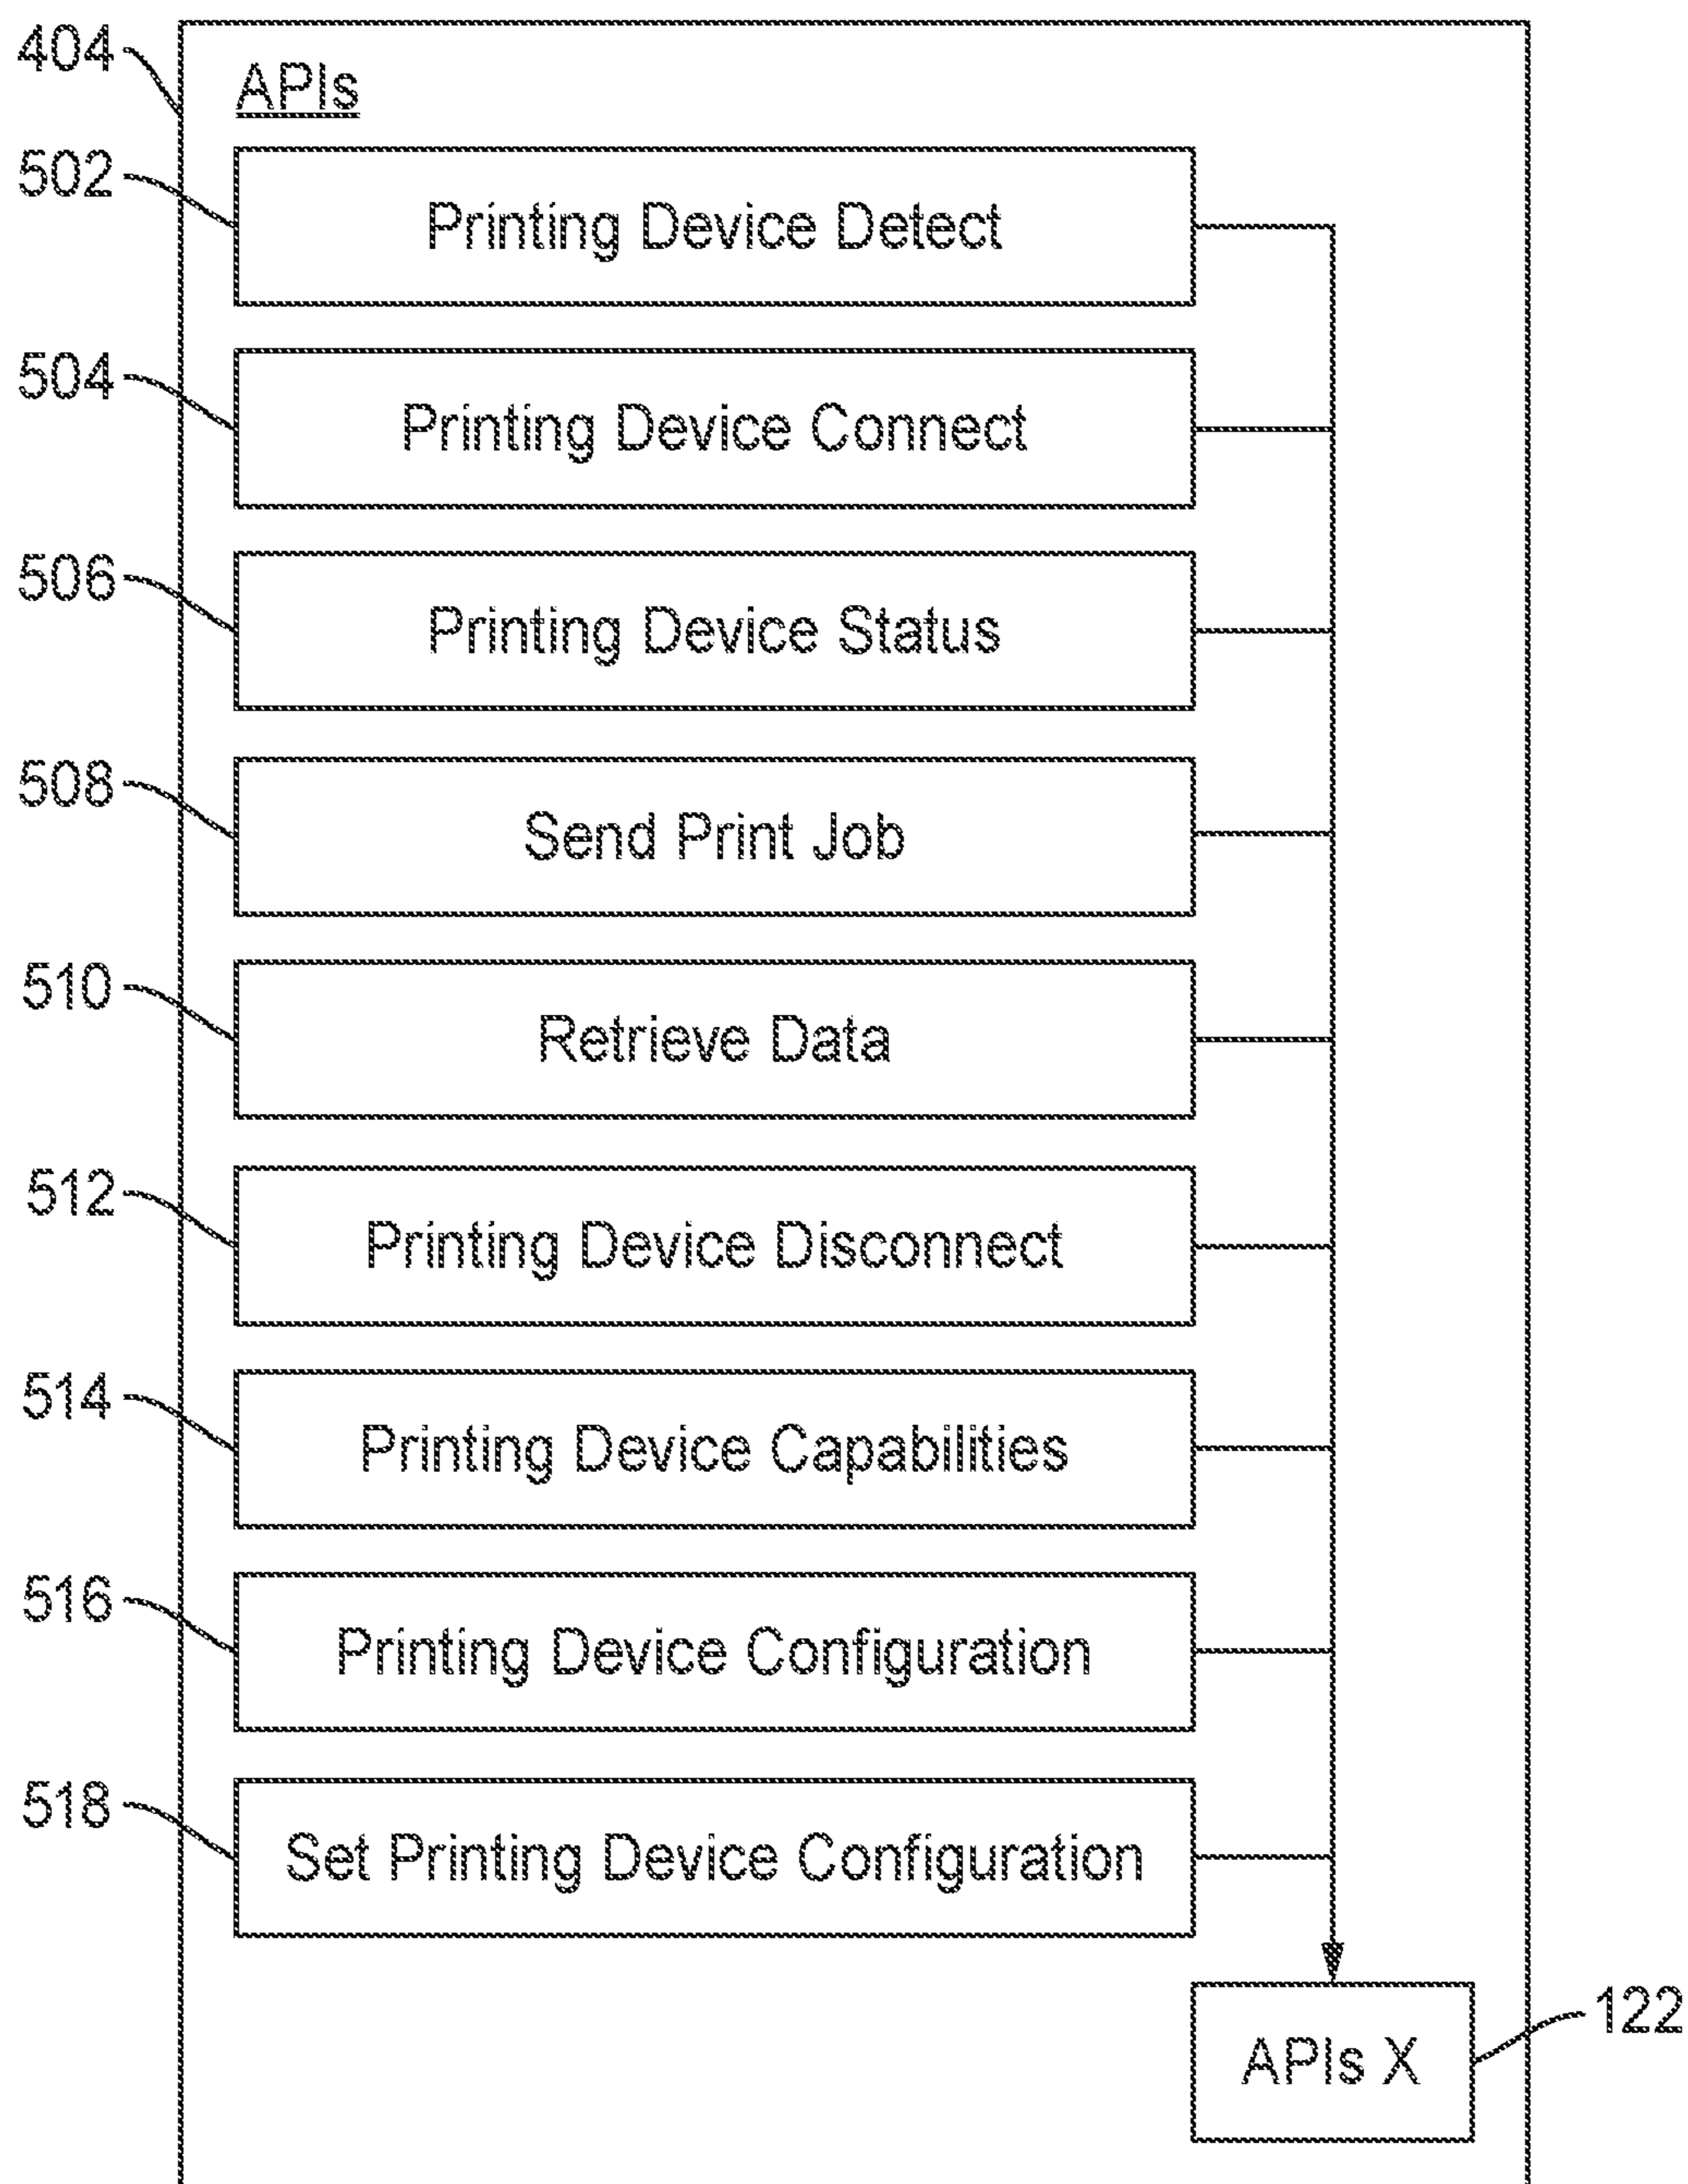 404
APIs
502
Printing Device Detect
504
Printing Device Connect
506
Printing Device Status
508
Send Print Job
510
Retrieve Data
512
Printing Device Disconnect
514
Printing Device Capabilities
516
Printing Device Configuration
518
Set Printing Device Configuration
122
APIs X